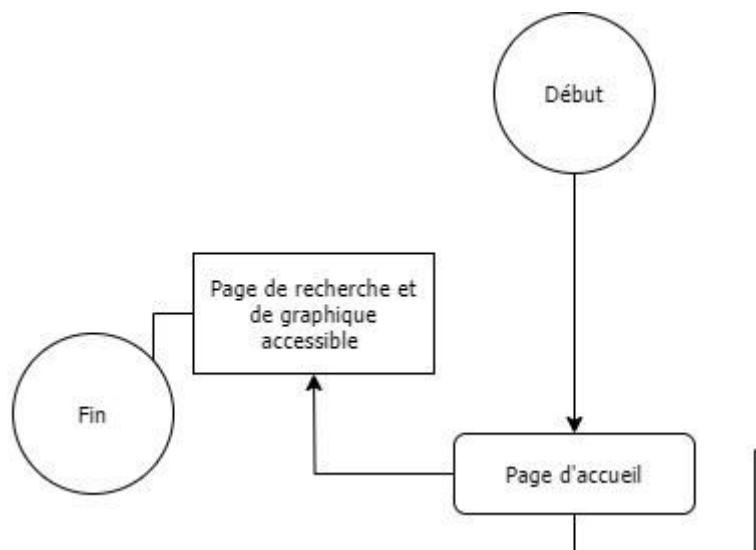 Début
Page de recherche et
de graphique
accessible
Fin
Page d'accueil